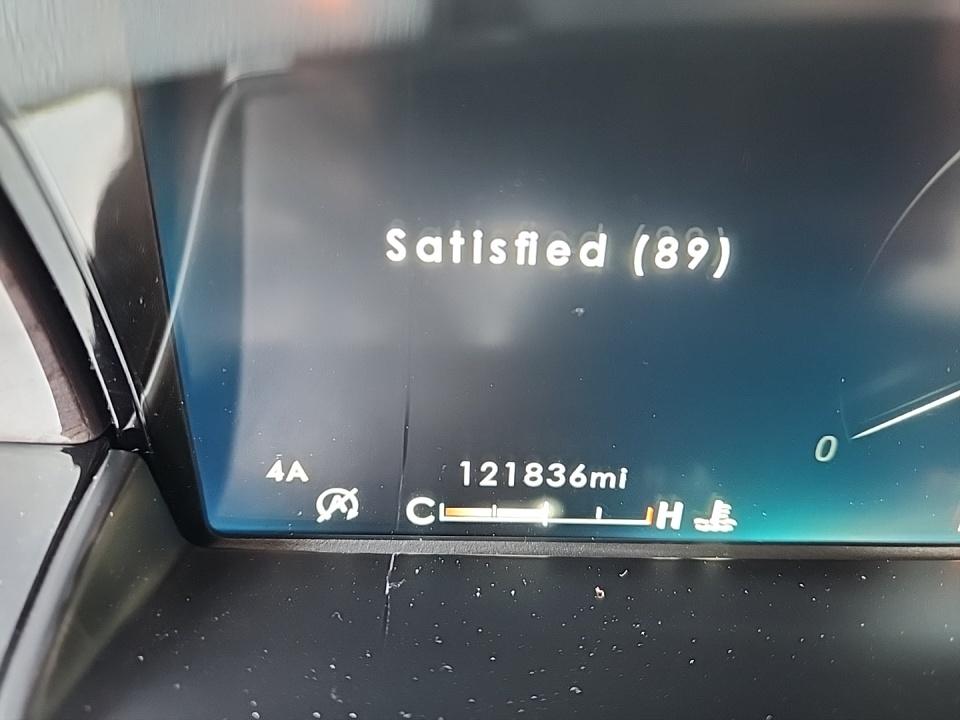 Satisfied (89)
0
4A
121836mi
A
C H